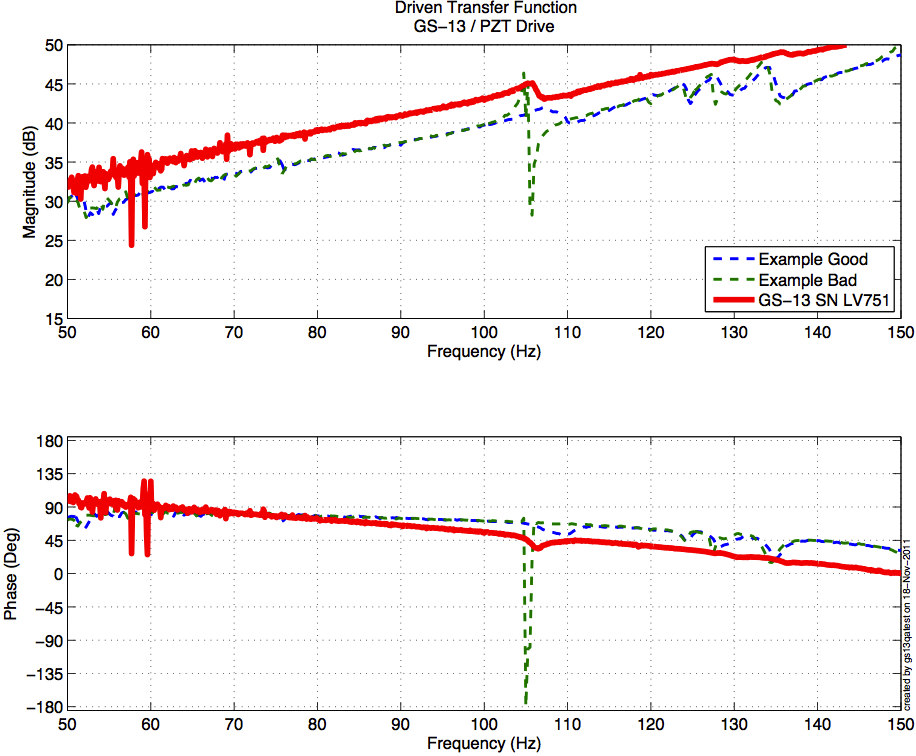 Driven Transfer Function
GS−13 / PZT Drive
50
45
40
35
30
25
20
15
Magnitude (dB)
Example Good
Example Bad
GS−13 SN LV751
50 60 70 80 90 100 110 120 130 140 150
Frequency (Hz)
180
135
90
45
0
−45
−90
−135
−180
Phase (Deg)
50 60 70 80 90 100 110 120 130 140 150
Frequency (Hz)
created by gs13qatest on 18−Nov−2011